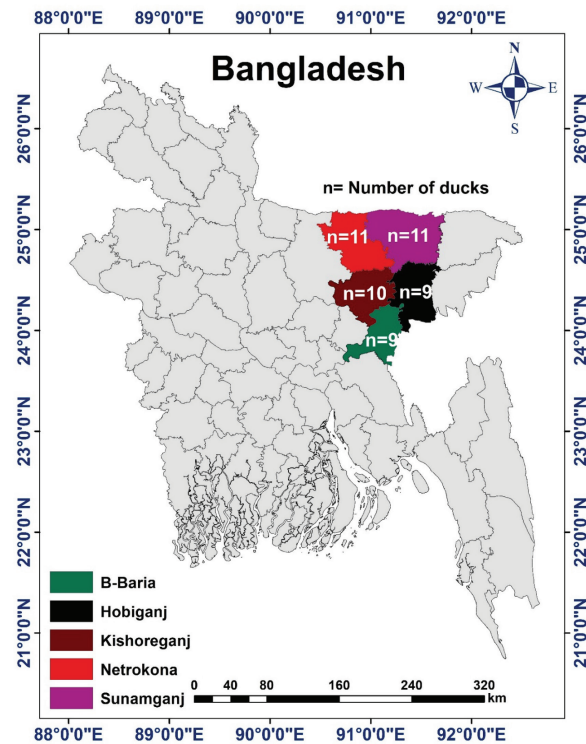 88°0'0"E 89°0'0"E 90°0'0"E 91°0'0"E 92°0'0"E
Bangladesh
N
W E
S
n= Number of ducks
n=11 n=11
n=10 n=9
n=9
26°0'0"N 26°0'0"N
25°0'0"N 25°0'0"N
24°0'0"N 24°0'0"N
23°0'0"N 23°0'0"N
22°0'0"N 22°0'0"N
21°0'0"N 21°0'0"N
B-Baria
Hobiganj
Kishoreganj
Netrokona
Sunamganj
0 20 40 60 80 160 240 320
km
88°0'0"E 89°0'0"E 90°0'0"E 91°0'0"E 92°0'0"E